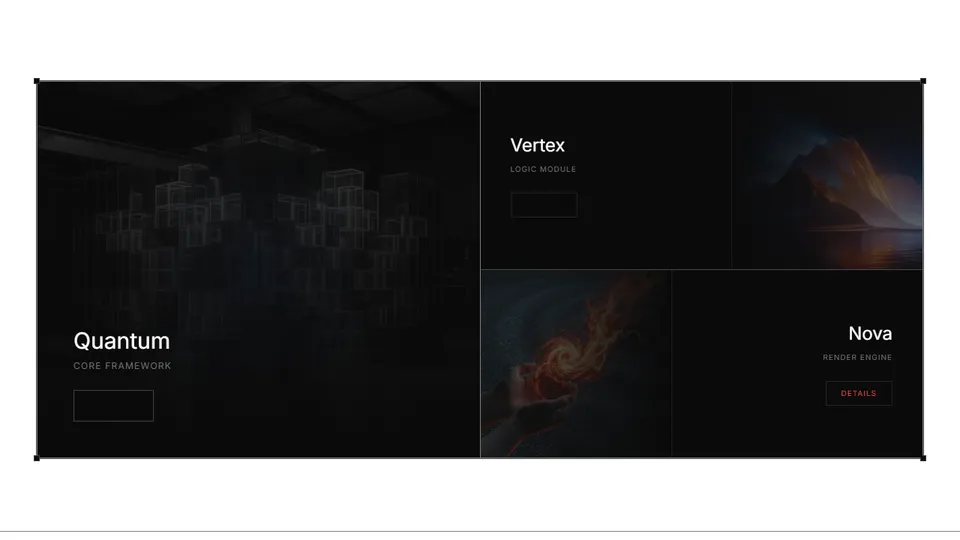 Quantum
CORE FRAMEWORK
Vertex
LOGIC MODULE
Nova
RENDER ENGINE
DETAILS